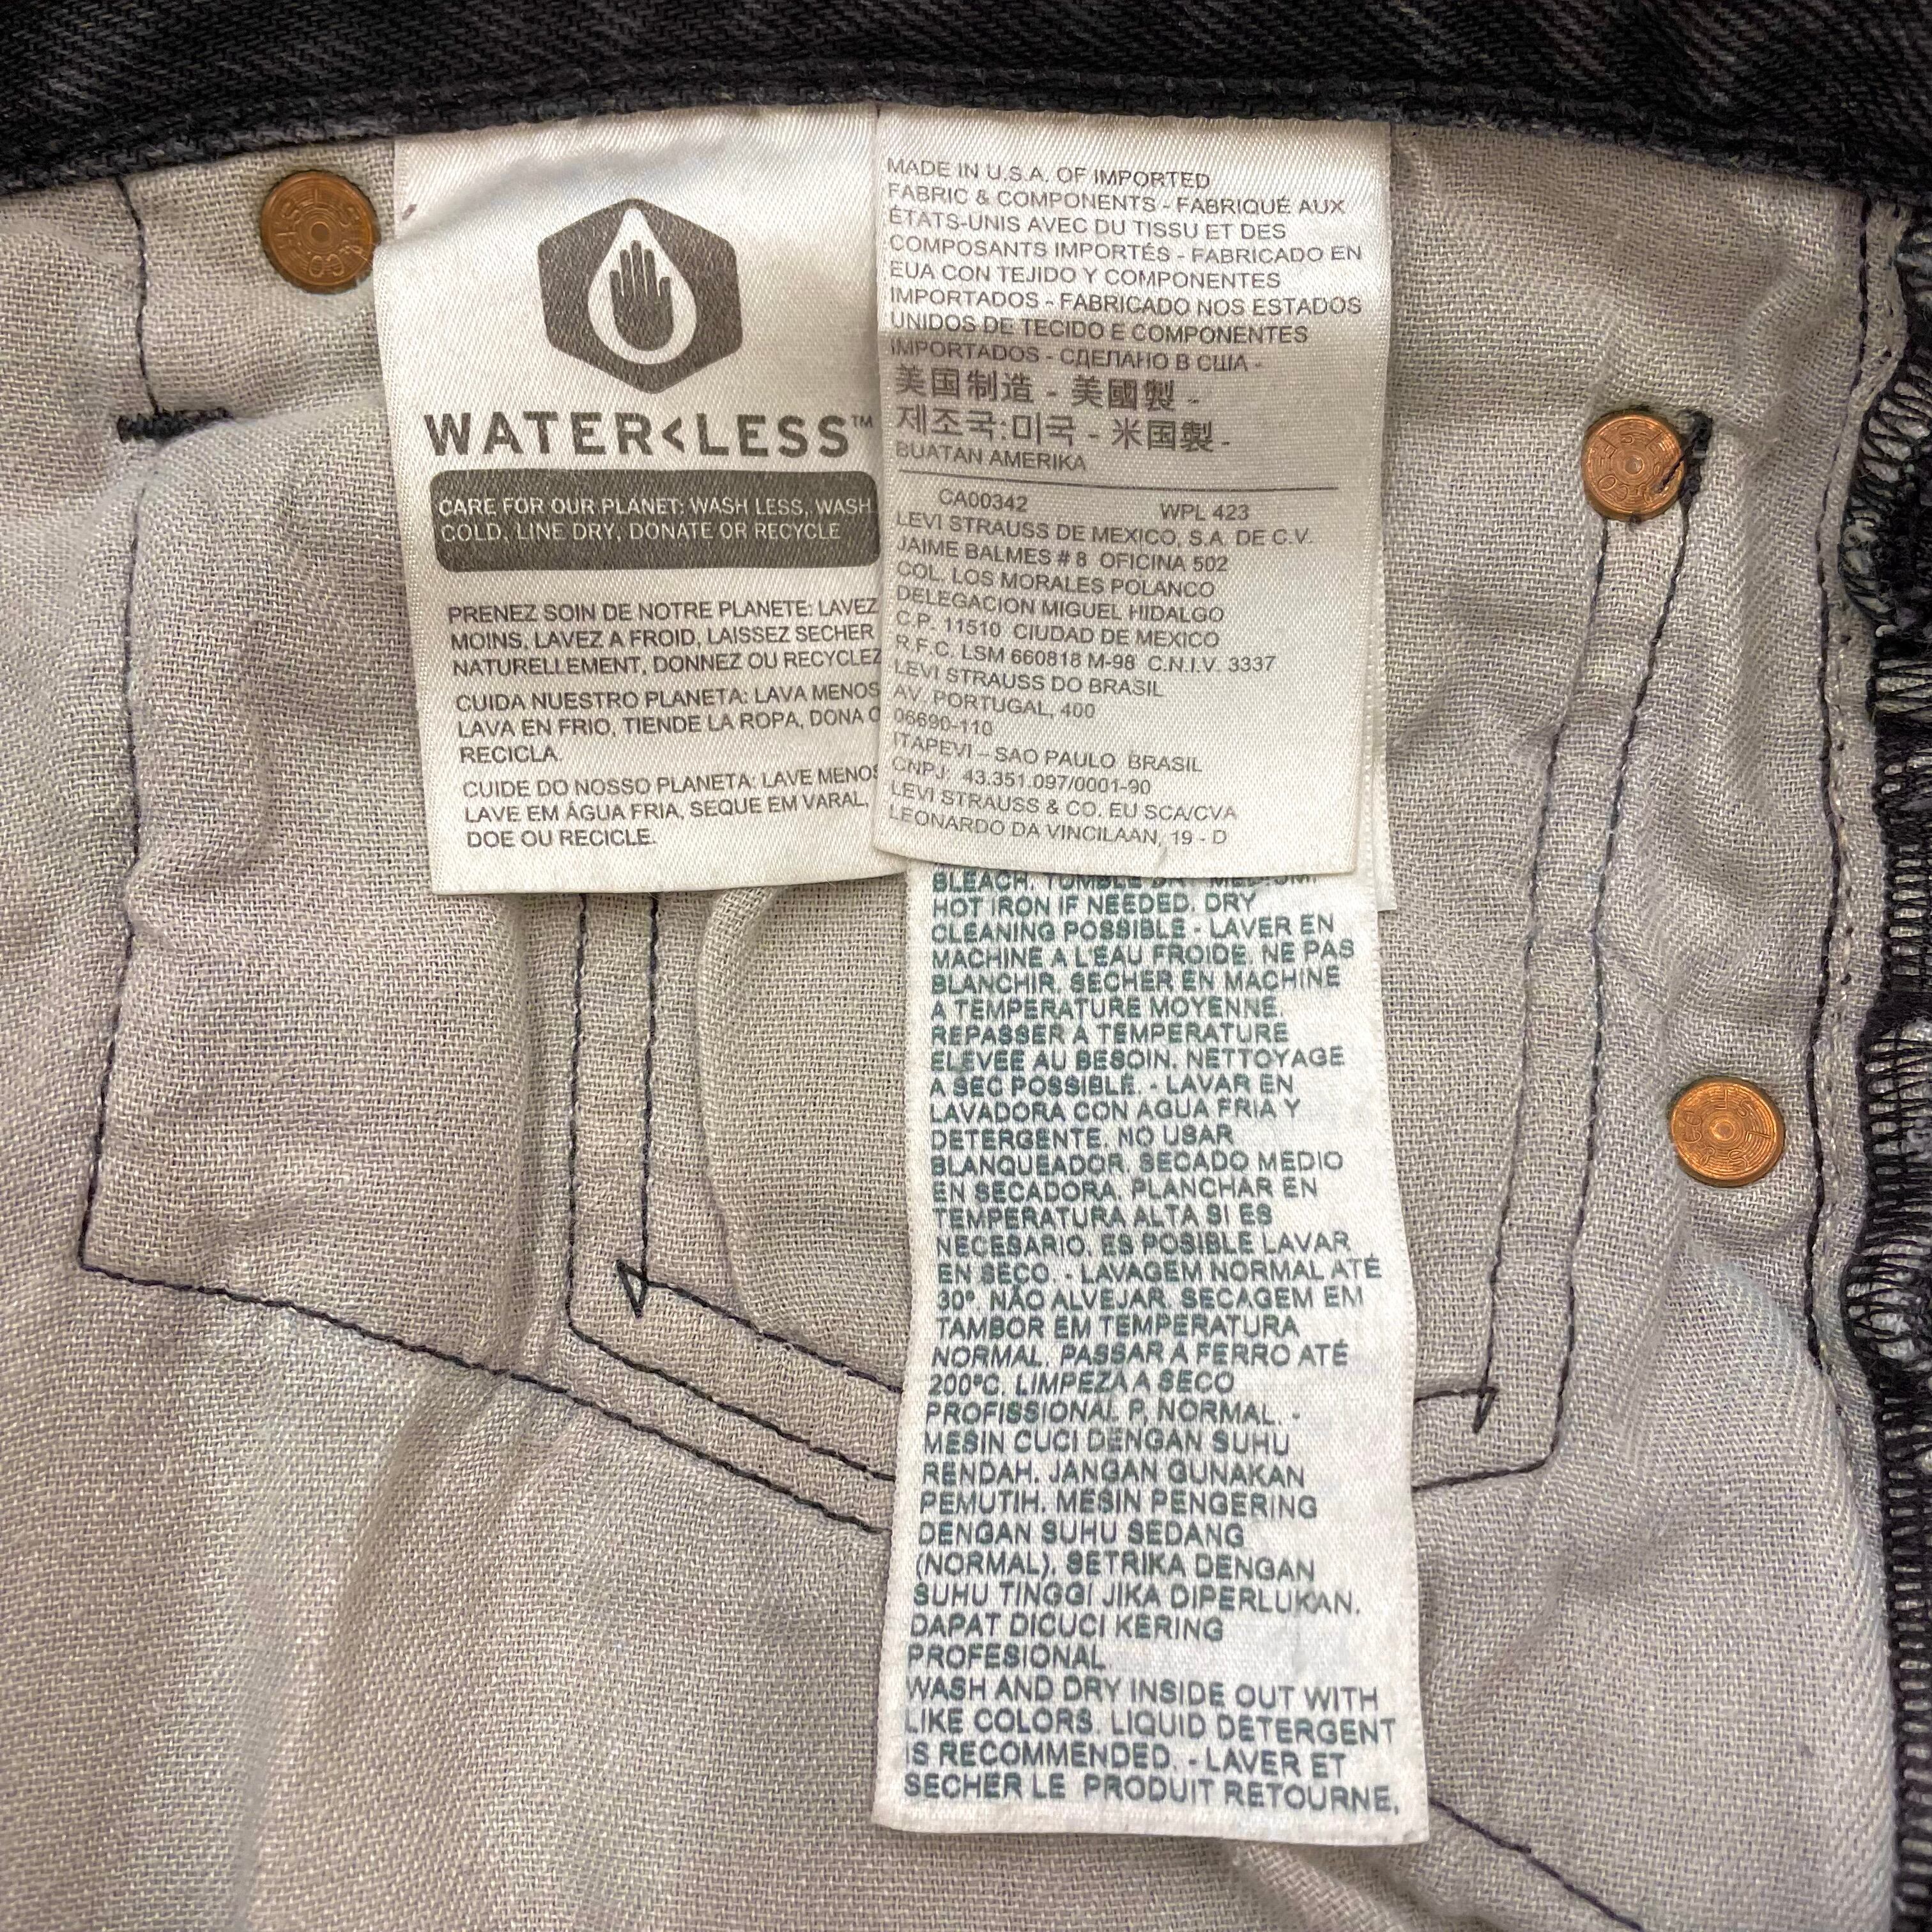 WATER<LESS™
CARE FOR OUR PLANET: WASH LESS, WASH
COLD, LINE DRY, DONATE OR RECYCLE
PRENEZ SOIN DE NOTRE PLANETE: LAVEZ
MOINS, LAVEZ A FROID, LAISSEZ SECHER
NATURELLEMENT, DONNEZ OU RECYCLEZ
CUIDA NUESTRO PLANETA: LAVA MENOS
LAVA EN FRIO, TIENDE LA ROPA, DONA O
RECICLA.
CUIDE DO NOSSO PLANETA: LAVE MENOS
LAVE EM ÁGUA FRIA, SEQUE EM VARAL,
DOE OU RECICLE.
MADE IN U.S.A. OF IMPORTED
FABRIC & COMPONENTS - FABRIQUÉ AUX
ÉTATS-UNIS AVEC DU TISSU ET DES
COMPOSANTS IMPORTÉS - FABRICADO EN
EUA CON TEJIDO Y COMPONENTES
IMPORTADOS - FABRICADO NOS ESTADOS
UNIDOS DE TECIDO E COMPONENTES
IMPORTADOS - СДЕЛАНО В США -
美国制造 - 美國製 -
제조국:미국 - 米国製 -
BUATAN AMERIKA
CA00342 WPL 423
LEVI STRAUSS DE MEXICO, S.A. DE C.V.
JAIME BALMES # 8 OFICINA 502
COL. LOS MORALES POLANCO
DELEGACION MIGUEL HIDALGO
C.P. 11510 CIUDAD DE MEXICO
R.F.C. LSM 660818 M-98 C.N.I.V. 3337
LEVI STRAUSS DO BRASIL
AV. PORTUGAL, 400
06690-110
ITAPEVI – SAO PAULO BRASIL
CNPJ: 43.351.097/0001-90
LEVI STRAUSS & CO. EU SCA/CVA
LEONARDO DA VINCILAAN, 19 - D
BLEACH. TUMBLE DRY MEDIUM.
HOT IRON IF NEEDED. DRY
CLEANING POSSIBLE - LAVER EN
MACHINE A L'EAU FROIDE. NE PAS
BLANCHIR. SECHER EN MACHINE
A TEMPERATURE MOYENNE.
REPASSER A TEMPERATURE
ELEVEE AU BESOIN. NETTOYAGE
A SEC POSSIBLE. - LAVAR EN
LAVADORA CON AGUA FRIA Y
DETERGENTE. NO USAR
BLANQUEADOR. SECADO MEDIO
EN SECADORA. PLANCHAR EN
TEMPERATURA ALTA SI ES
NECESARIO. ES POSIBLE LAVAR
EN SECO. - LAVAGEM NORMAL ATÉ
30º. NÃO ALVEJAR. SECAGEM EM
TAMBOR EM TEMPERATURA
NORMAL. PASSAR A FERRO ATÉ
200ºC. LIMPEZA A SECO
PROFISSIONAL P, NORMAL. -
MESIN CUCI DENGAN SUHU
RENDAH. JANGAN GUNAKAN
PEMUTIH. MESIN PENGERING
DENGAN SUHU SEDANG
(NORMAL). SETRIKA DENGAN
SUHU TINGGI JIKA DIPERLUKAN.
DAPAT DICUCI KERING
PROFESIONAL
WASH AND DRY INSIDE OUT WITH
LIKE COLORS. LIQUID DETERGENT
IS RECOMMENDED. - LAVER ET
SECHER LE PRODUIT RETOURNE,